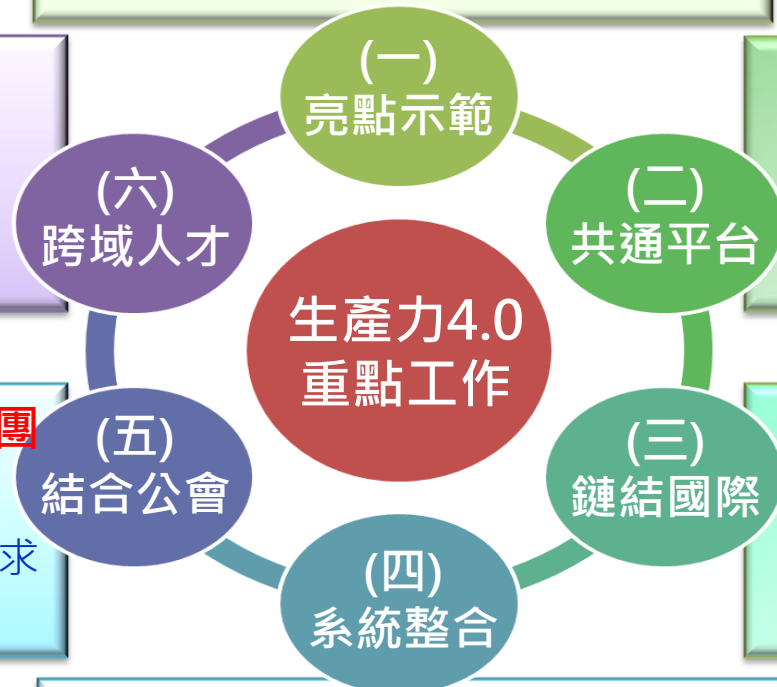 (一)
亮點示範
(二)
共通平台
(三)
鏈結國際
(四)
系統整合
(五)
結合公會
(六)
跨域人才
生產力4.0
重點工作
團
求